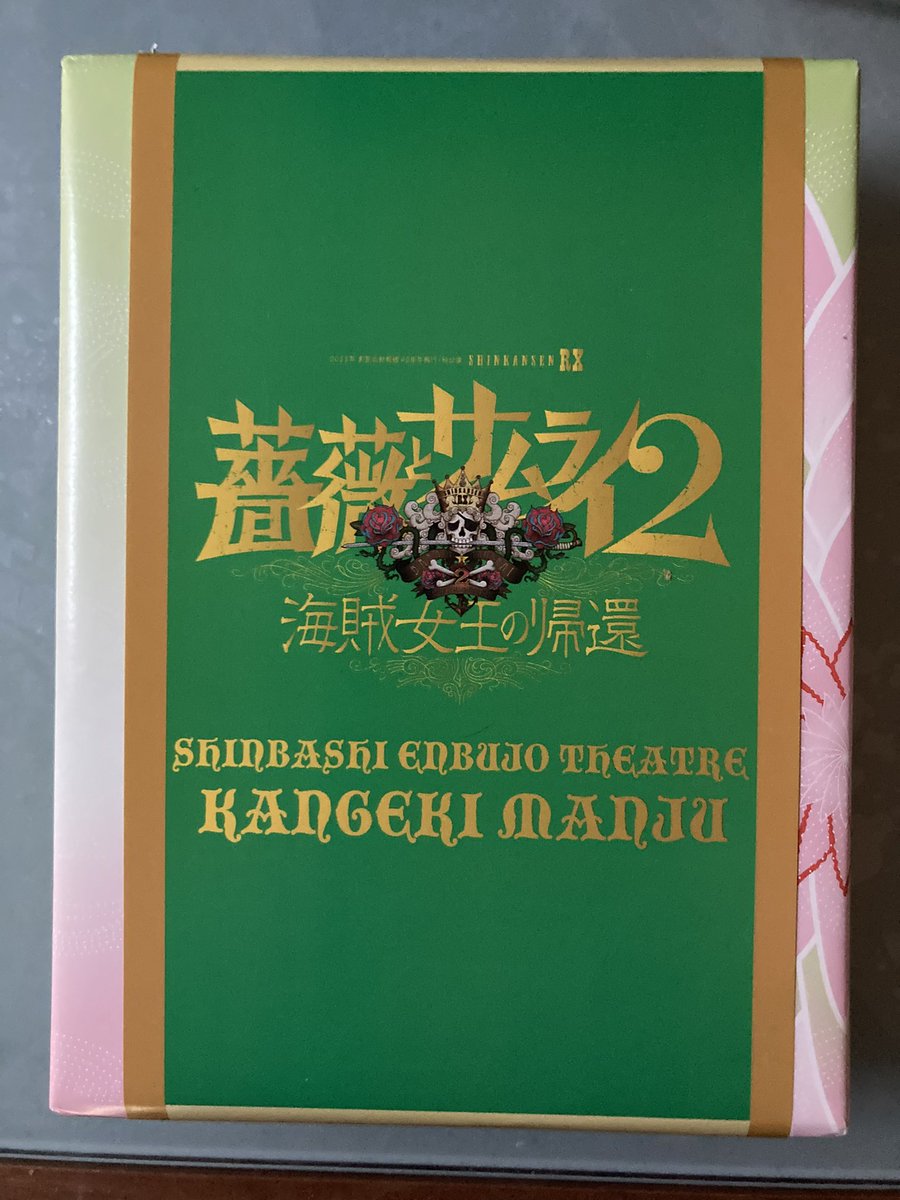 SHINKANSEN RX
薔薇とサムライ2
海賊女王の帰還
SHINBASHI ENBUJO THEATRE
KANGEKI MANJU